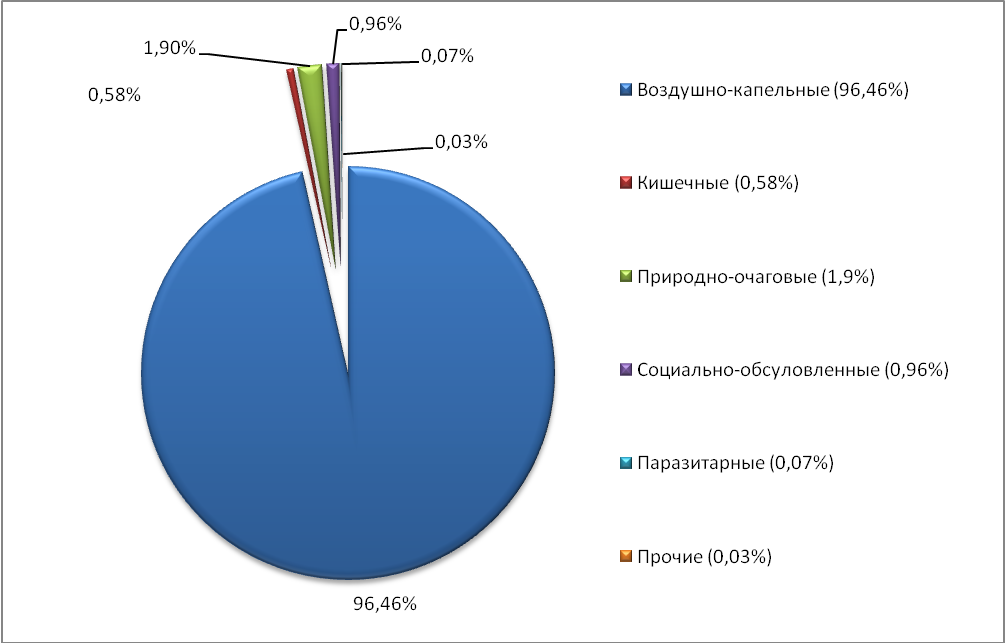 0,96%
1,90%
0,07%
0,58%
0,03%
96,46%
Воздушно-капельные (96,46%)
Кишечные (0,58%)
Природно-очаговые (1,9%)
Социально-обсуловленные (0,96%)
Паразитарные (0,07%)
Прочие (0,03%)